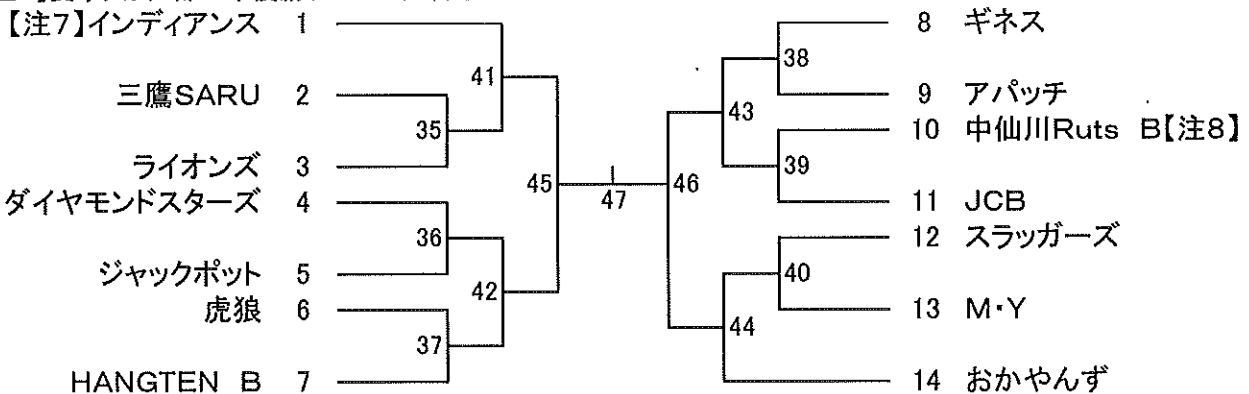 【注7】インディアンス 1
三鷹SARU 2
ライオンズ 3
ダイヤモンドスターズ 4
ジャックポット 5
虎狼 6
HANGTEN B 7
41
35
36
42
37
45
47
46
43
38
39
40
44
8 ギネス
9 アパッチ
10 中仙川Ruts B【注8】
11 JCB
12 スラッガーズ
13 M・Y
14 おかやんず